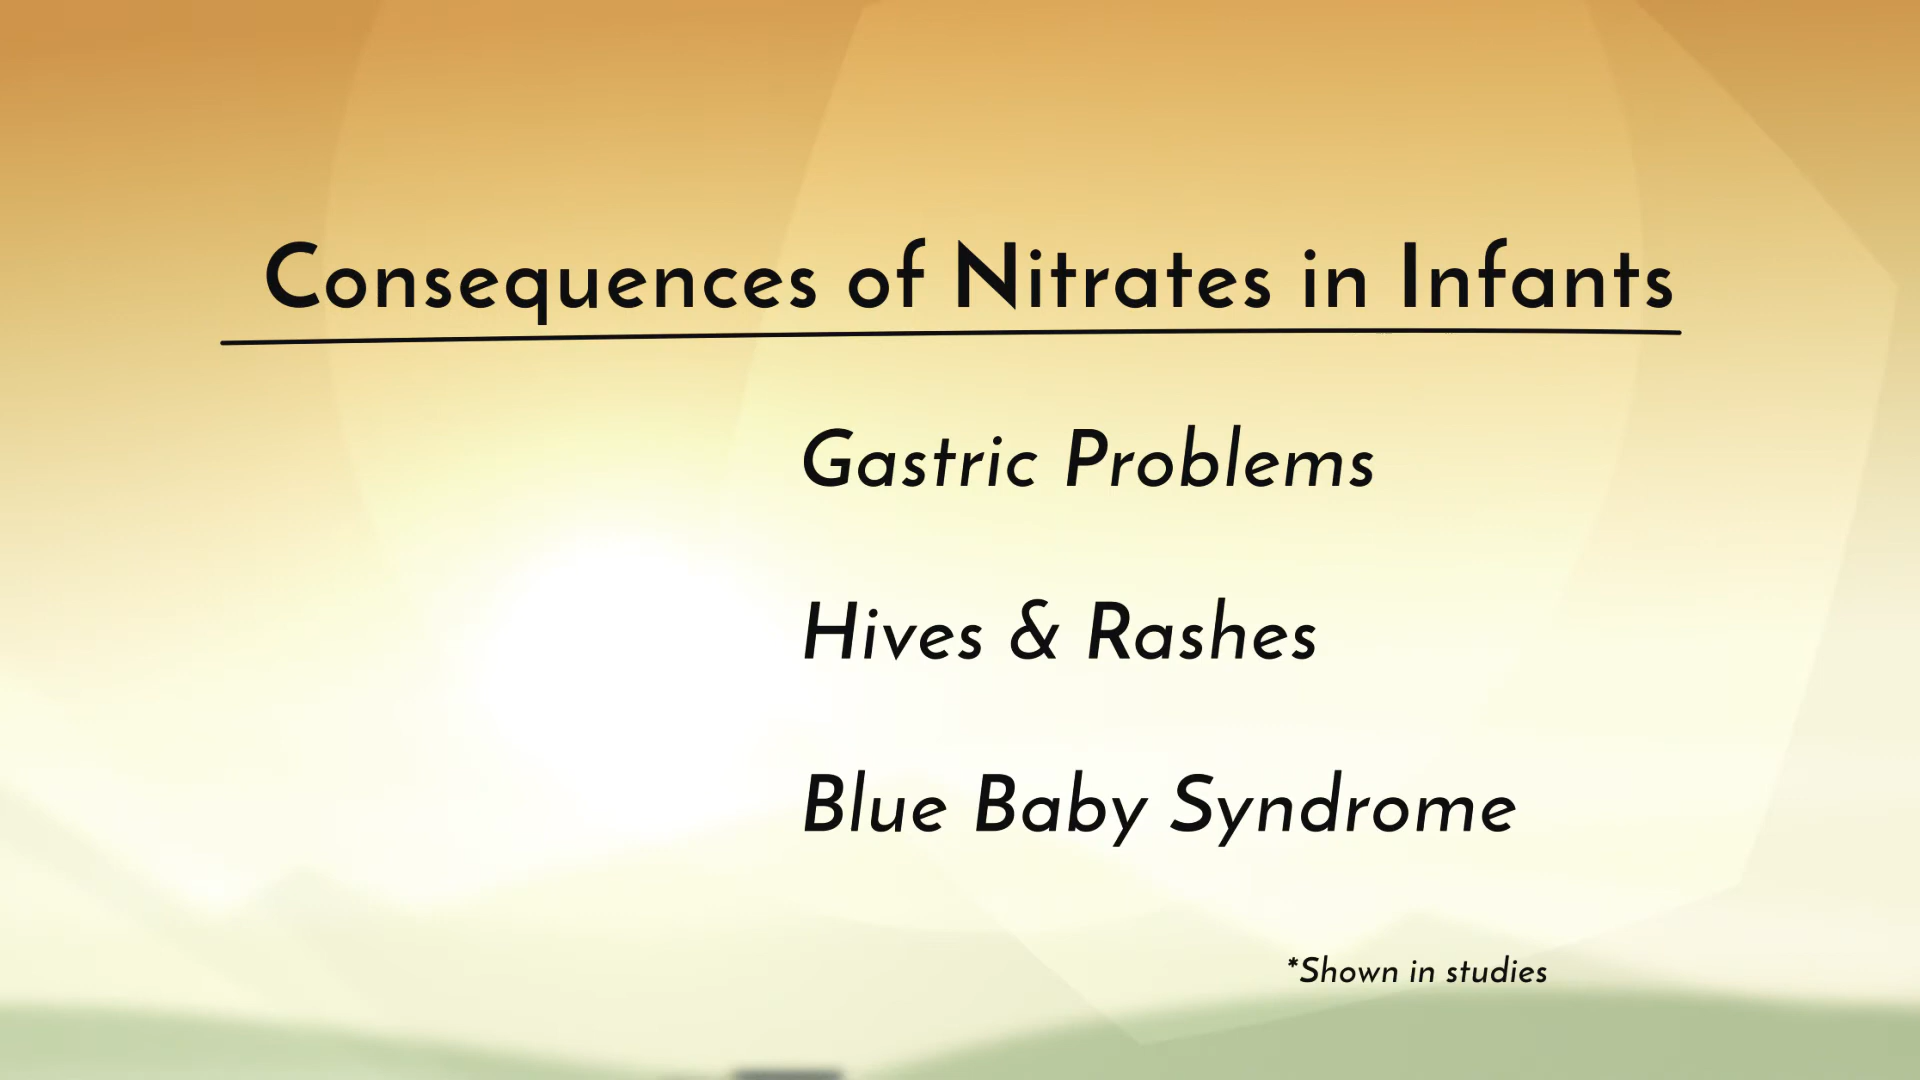 Consequences of Nitrates in Infants
Gastric Problems
Hives & Rashes
Blue Baby Syndrome
*Shown in studies